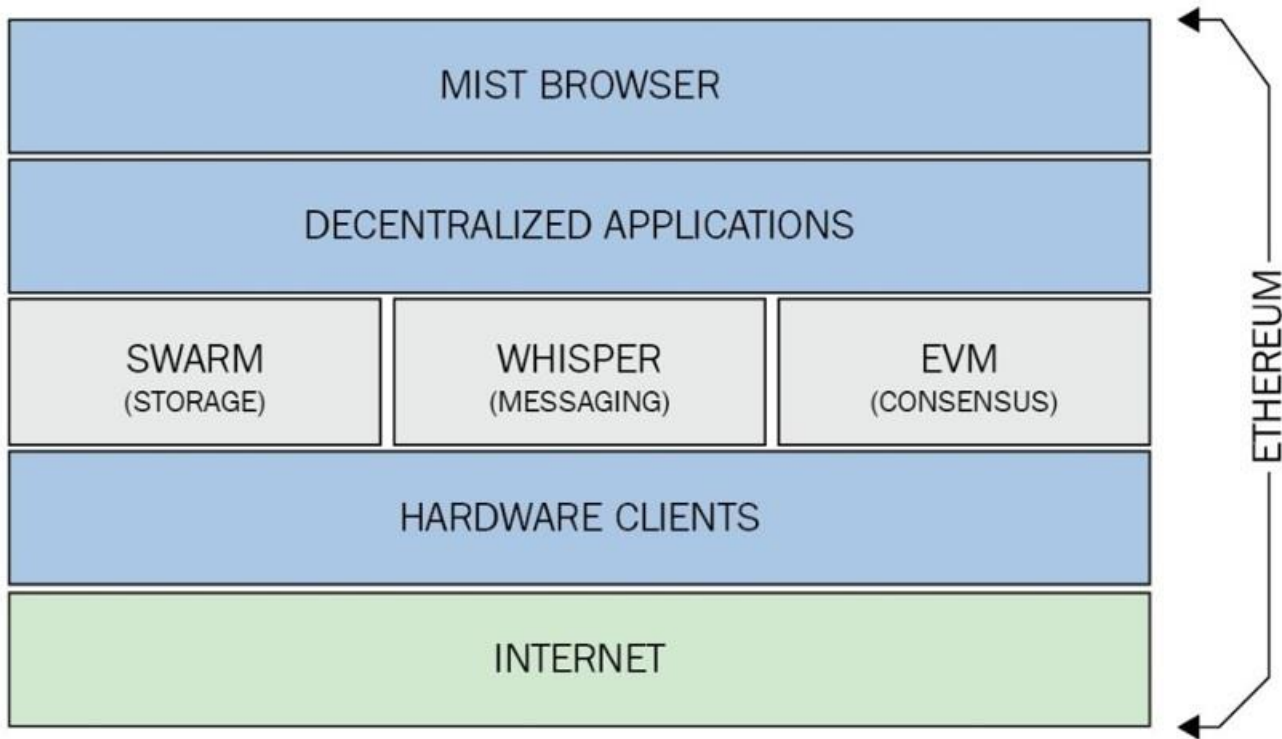 MIST BROWSER
DECENTRALIZED APPLICATIONS
SWARM
(STORAGE)
WHISPER
(MESSAGING)
EVM
(CONSENSUS)
HARDWARE CLIENTS
INTERNET
ETHEREUM